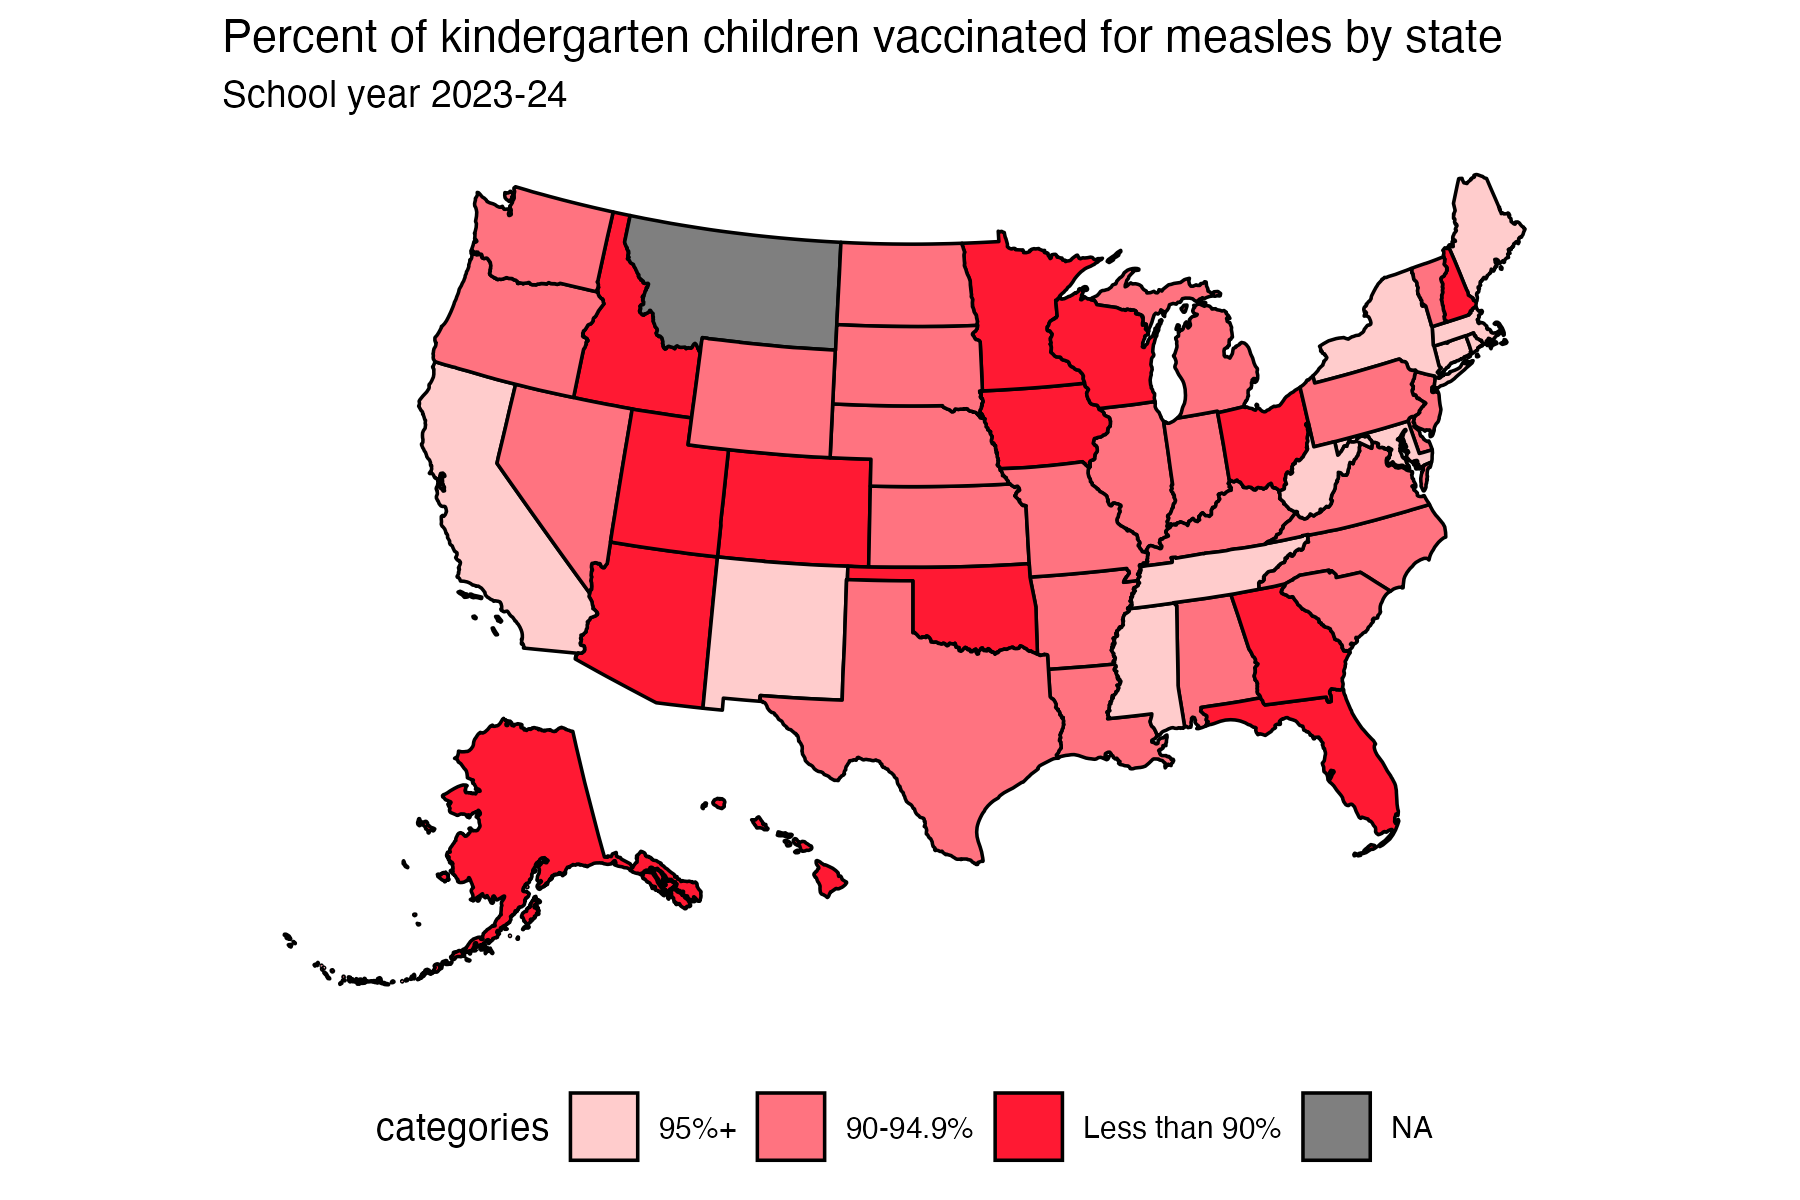 Percent of kindergarten children vaccinated for measles by state
School year 2023-24
categories 95%+ 90-94.9% Less than 90% NA